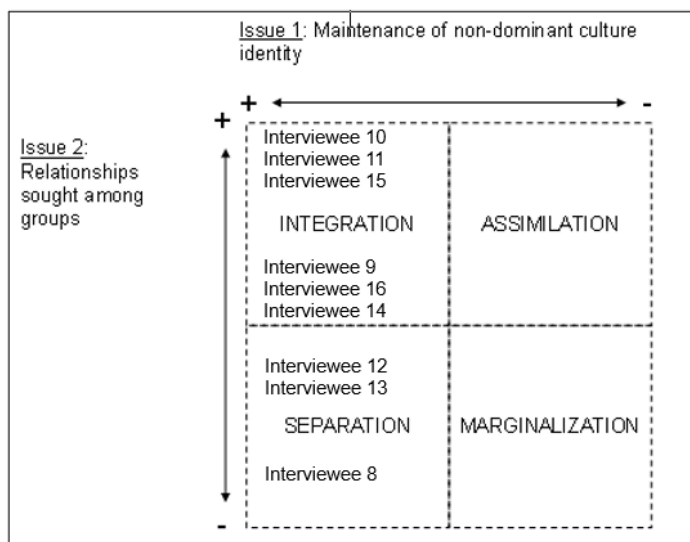 Issue 1: Maintenance of non-dominant culture
identity
+ -
+
Issue 2:
Relationships
sought among
groups
Interviewee 10
Interviewee 11
Interviewee 15
INTEGRATION
ASSIMILATION
Interviewee 9
Interviewee 16
Interviewee 14
Interviewee 12
Interviewee 13
SEPARATION
MARGINALIZATION
Interviewee 8
-